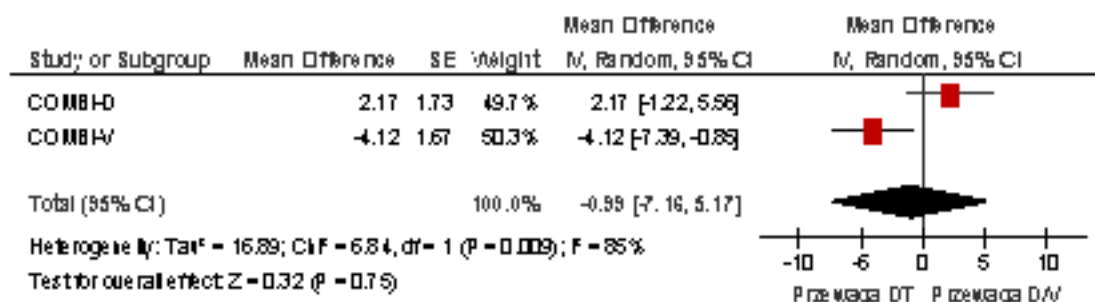 Mean Difference Mean Difference
Study or Subgroup Mean Difference SE Weight IV, Random, 95% CI IV, Random, 95% CI
COMBI-D 2.17 1.73 49.7% 2.17 [-1.22, 5.56]
COMBI-V -4.12 1.67 50.3% -4.12 [-7.39, -0.85]
Total (95% CI) 100.0% -0.99 [-7.16, 5.17]
Heterogeneity: Tau² = 16.89; Chi² = 6.84, df = 1 (P = 0.009); I² = 85%
Test for overall effect: Z = 0.32 (P = 0.75)
-10 -5 0 5 10
Przewaga DT Przewaga D/V